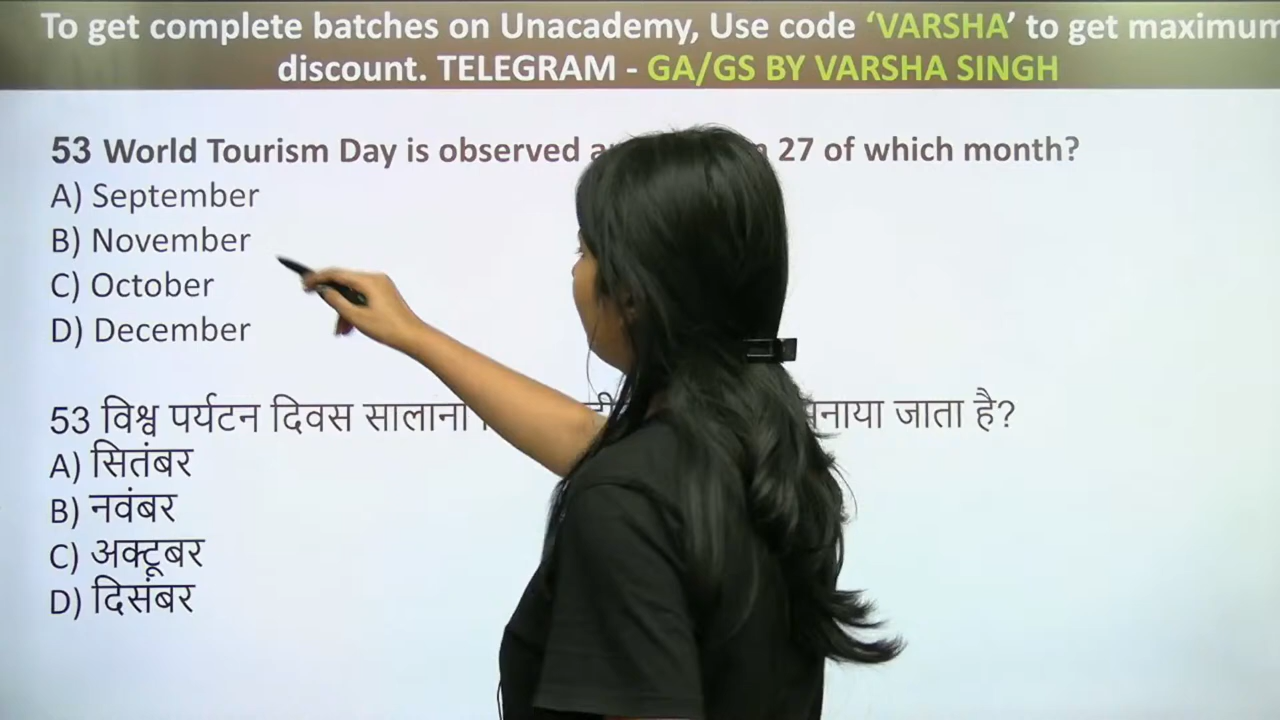 To get complete batches on Unacademy, Use code ‘VARSHA’ to get maximum
discount. TELEGRAM - GA/GS BY VARSHA SINGH
53 World Tourism Day is observed 27 of which month?
A) September
B) November
C) October
D) December
53 विश्व पर्यटन दिवस सालाना जाता है?
A) सितंबर
B) नवंबर
C) अक्टूबर
D) दिसंबर